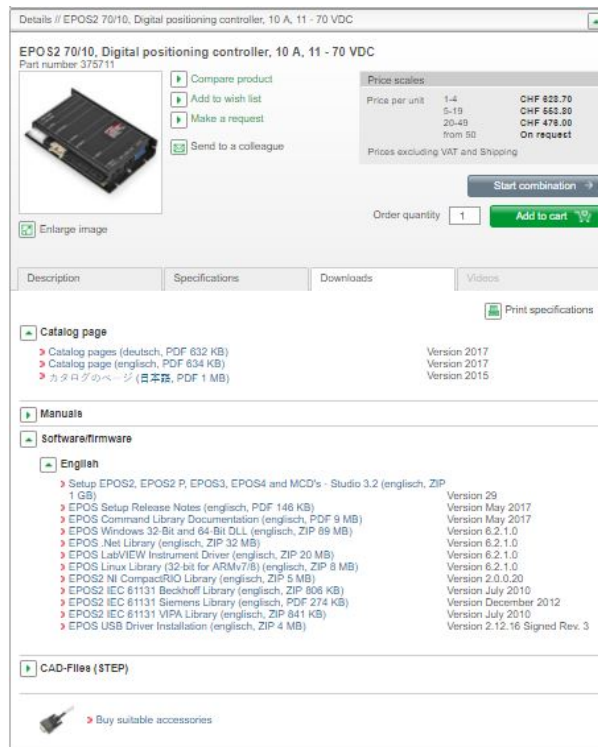 Details // EPOS2 70/10, Digital positioning controller, 10 A, 11 - 70 VDC
EPOS2 70/10, Digital positioning controller, 10 A, 11 - 70 VDC
Part number 375711
Compare product
Add to wish list
Make a request
Send to a colleague
Enlarge image
Price scales
Price per unit 1-4 CHF 623.70
5-19 CHF 553.80
20-49 CHF 476.00
from 50 On request
Prices excluding VAT and Shipping
Start combination
Order quantity 1 Add to cart
Description Specifications Downloads Videos
Print specifications
Catalog page
Catalog pages (deutsch, PDF 632 KB) Version 2017
Catalog page (englisch, PDF 634 KB) Version 2017
カタログのページ (日本語, PDF 1 MB) Version 2015
Manuals
Software/firmware
English
Setup EPOS2, EPOS2 P, EPOS3, EPOS4 and MCD's - Studio 3.2 (englisch, ZIP
1 GB) Version 29
EPOS Setup Release Notes (englisch, PDF 146 KB) Version May 2017
EPOS Command Library Documentation (englisch, PDF 9 MB) Version May 2017
EPOS Windows 32-Bit and 64-Bit DLL (englisch, ZIP 89 MB) Version 6.2.1.0
EPOS .Net Library (englisch, ZIP 32 MB) Version 6.2.1.0
EPOS LabVIEW Instrument Driver (englisch, ZIP 20 MB) Version 6.2.1.0
EPOS Linux Library (32-bit for ARMv7/8) (englisch, ZIP 8 MB) Version 6.2.1.0
EPOS2 NI CompactRIO Library (englisch, ZIP 5 MB) Version 2.0.0.20
EPOS2 IEC 61131 Beckhoff Library (englisch, ZIP 806 KB) Version July 2010
EPOS2 IEC 61131 Siemens Library (englisch, PDF 274 KB) Version December 2012
EPOS2 IEC 61131 VIPA Library (englisch, ZIP 841 KB) Version July 2010
EPOS USB Driver Installation (englisch, ZIP 4 MB) Version 2.12.16 Signed Rev. 3
CAD-Files (STEP)
Buy suitable accessories